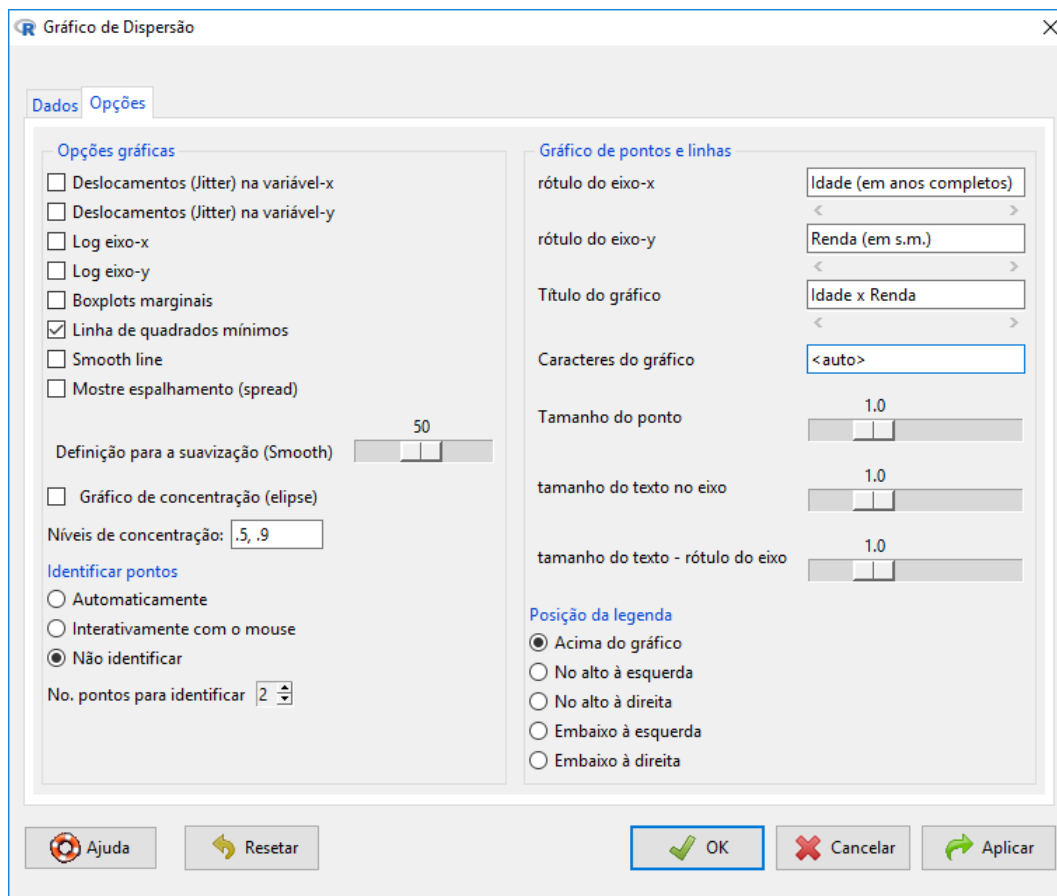 Gráfico de Dispersão
Dados
Opções
Opções gráficas
Deslocamentos (Jitter) na variável-x
Deslocamentos (Jitter) na variável-y
Log eixo-x
Log eixo-y
Boxplots marginais
Linha de quadrados mínimos
Smooth line
Mostre espalhamento (spread)
50
Definição para a suavização (Smooth)
Gráfico de concentração (elipse)
Níveis de concentração: .5, .9
Identificar pontos
Automaticamente
Interativamente com o mouse
Não identificar
No. pontos para identificar 2
Gráfico de pontos e linhas
rótulo do eixo-x Idade (em anos completos)
rótulo do eixo-y Renda (em s.m.)
Título do gráfico Idade x Renda
Caracteres do gráfico <auto>
1.0
Tamanho do ponto
1.0
tamanho do texto no eixo
1.0
tamanho do texto - rótulo do eixo
Posição da legenda
Acima do gráfico
No alto à esquerda
No alto à direita
Embaixo à esquerda
Embaixo à direita
Ajuda
Resetar
OK
Cancelar
Aplicar